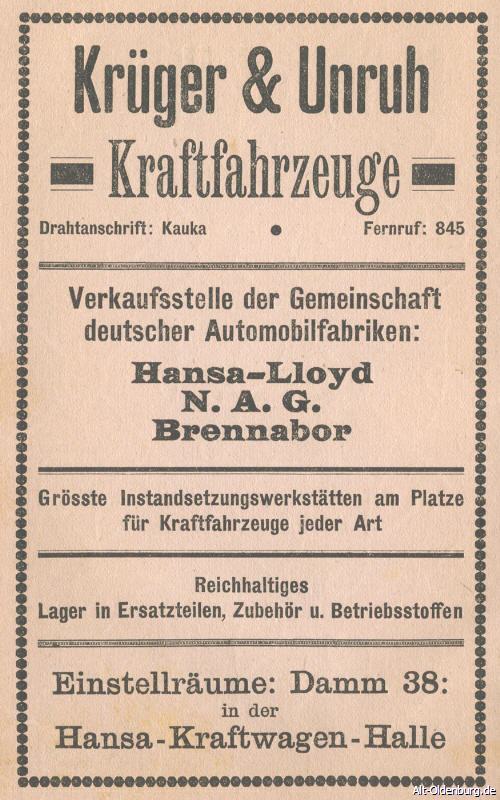 Krüger & Unruh
Kraftfahrzeuge
Drahtanschrift: Kauka • Fernruf: 845
Verkaufsstelle der Gemeinschaft
deutscher Automobilfabriken:
Hansa-Lloyd
N. A. G.
Brennabor
Grösste Instandsetzungswerkstätten am Platze
für Kraftfahrzeuge jeder Art
Reichhaltiges
Lager in Ersatzteilen, Zubehör u. Betriebsstoffen
Einstellräume: Damm 38:
in der
Hansa-Kraftwagen-Halle
Alt-Oldenburg.de